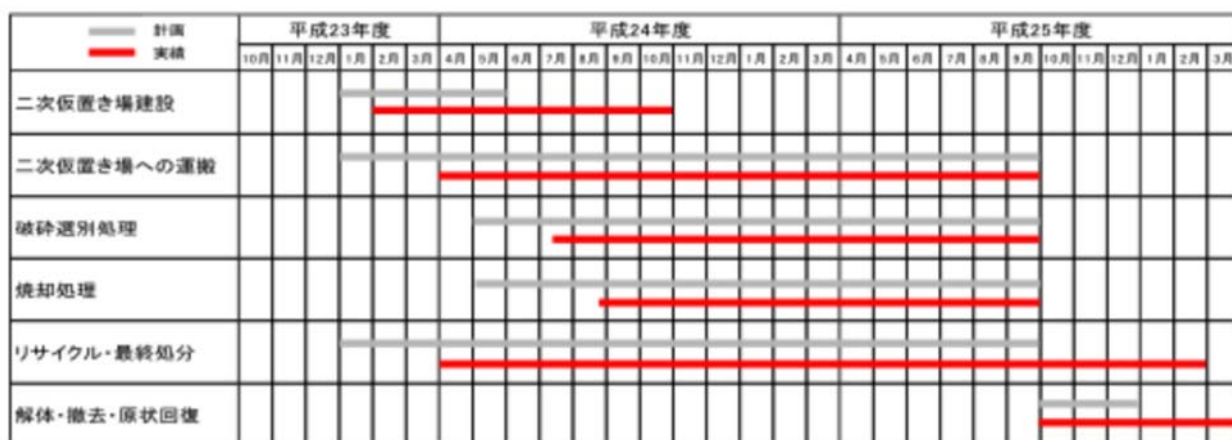 計画
実績
平成23年度 平成24年度 平成25年度
10月 11月 12月 1月 2月 3月 4月 5月 6月 7月 8月 9月 10月 11月 12月 1月 2月 3月 4月 5月 6月 7月 8月 9月 10月 11月 12月 1月 2月 3月
二次仮置き場建設
二次仮置き場への運搬
破砕選別処理
焼却処理
リサイクル・最終処分
解体・撤去・原状回復